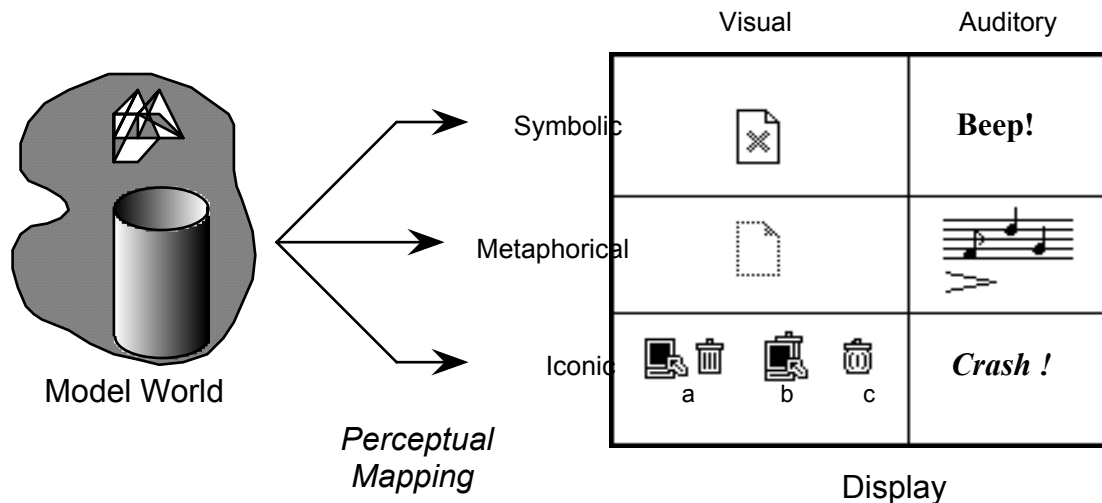 Visual Auditory
Symbolic Beep!
Metaphorical
Iconic Crash !
a b c
Model World
Perceptual
Mapping
Display